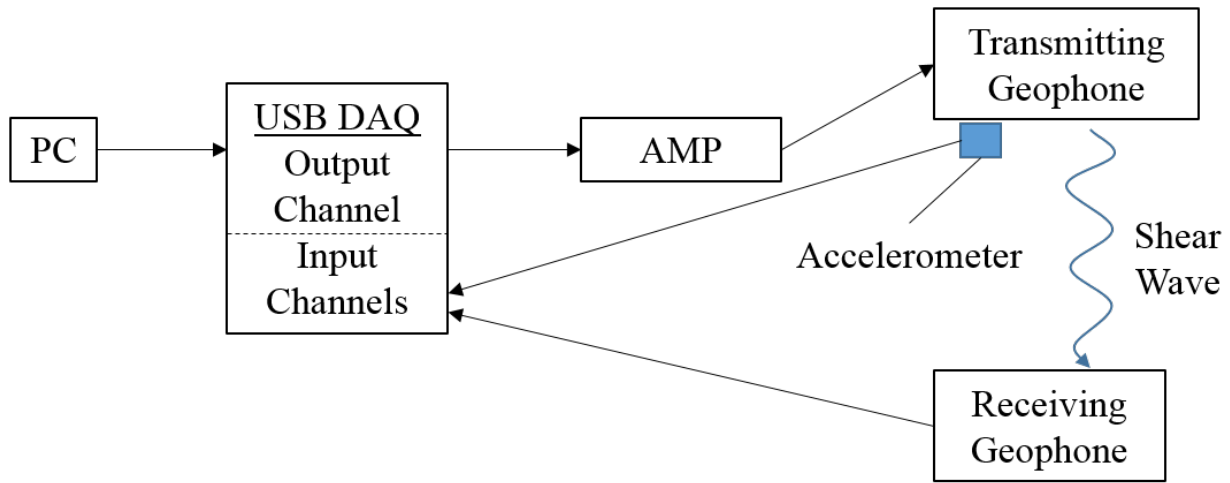 PC
USB DAQ
Output
Channel
Input
Channels
AMP
Transmitting
Geophone
Accelerometer
Shear
Wave
Receiving
Geophone